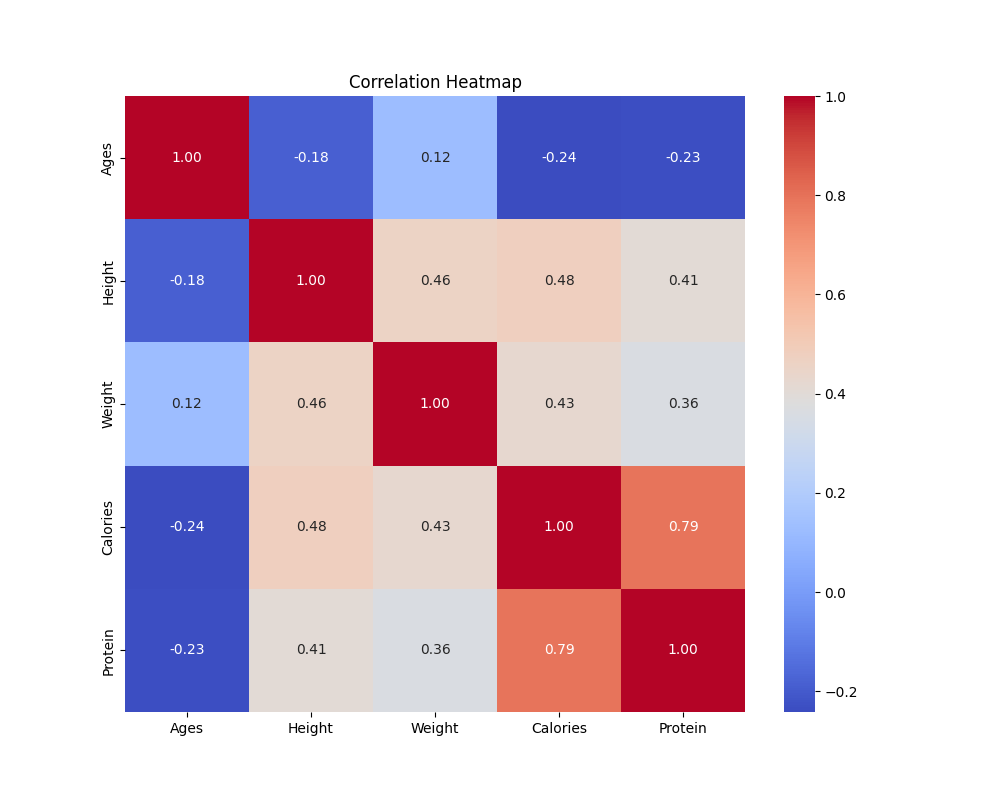 Correlation Heatmap
Ages 1.00 -0.18 0.12 -0.24 -0.23
Height -0.18 1.00 0.46 0.48 0.41
Weight 0.12 0.46 1.00 0.43 0.36
Calories -0.24 0.48 0.43 1.00 0.79
Protein -0.23 0.41 0.36 0.79 1.00
Ages Height Weight Calories Protein
1.0
0.8
0.6
0.4
0.2
0.0
−0.2